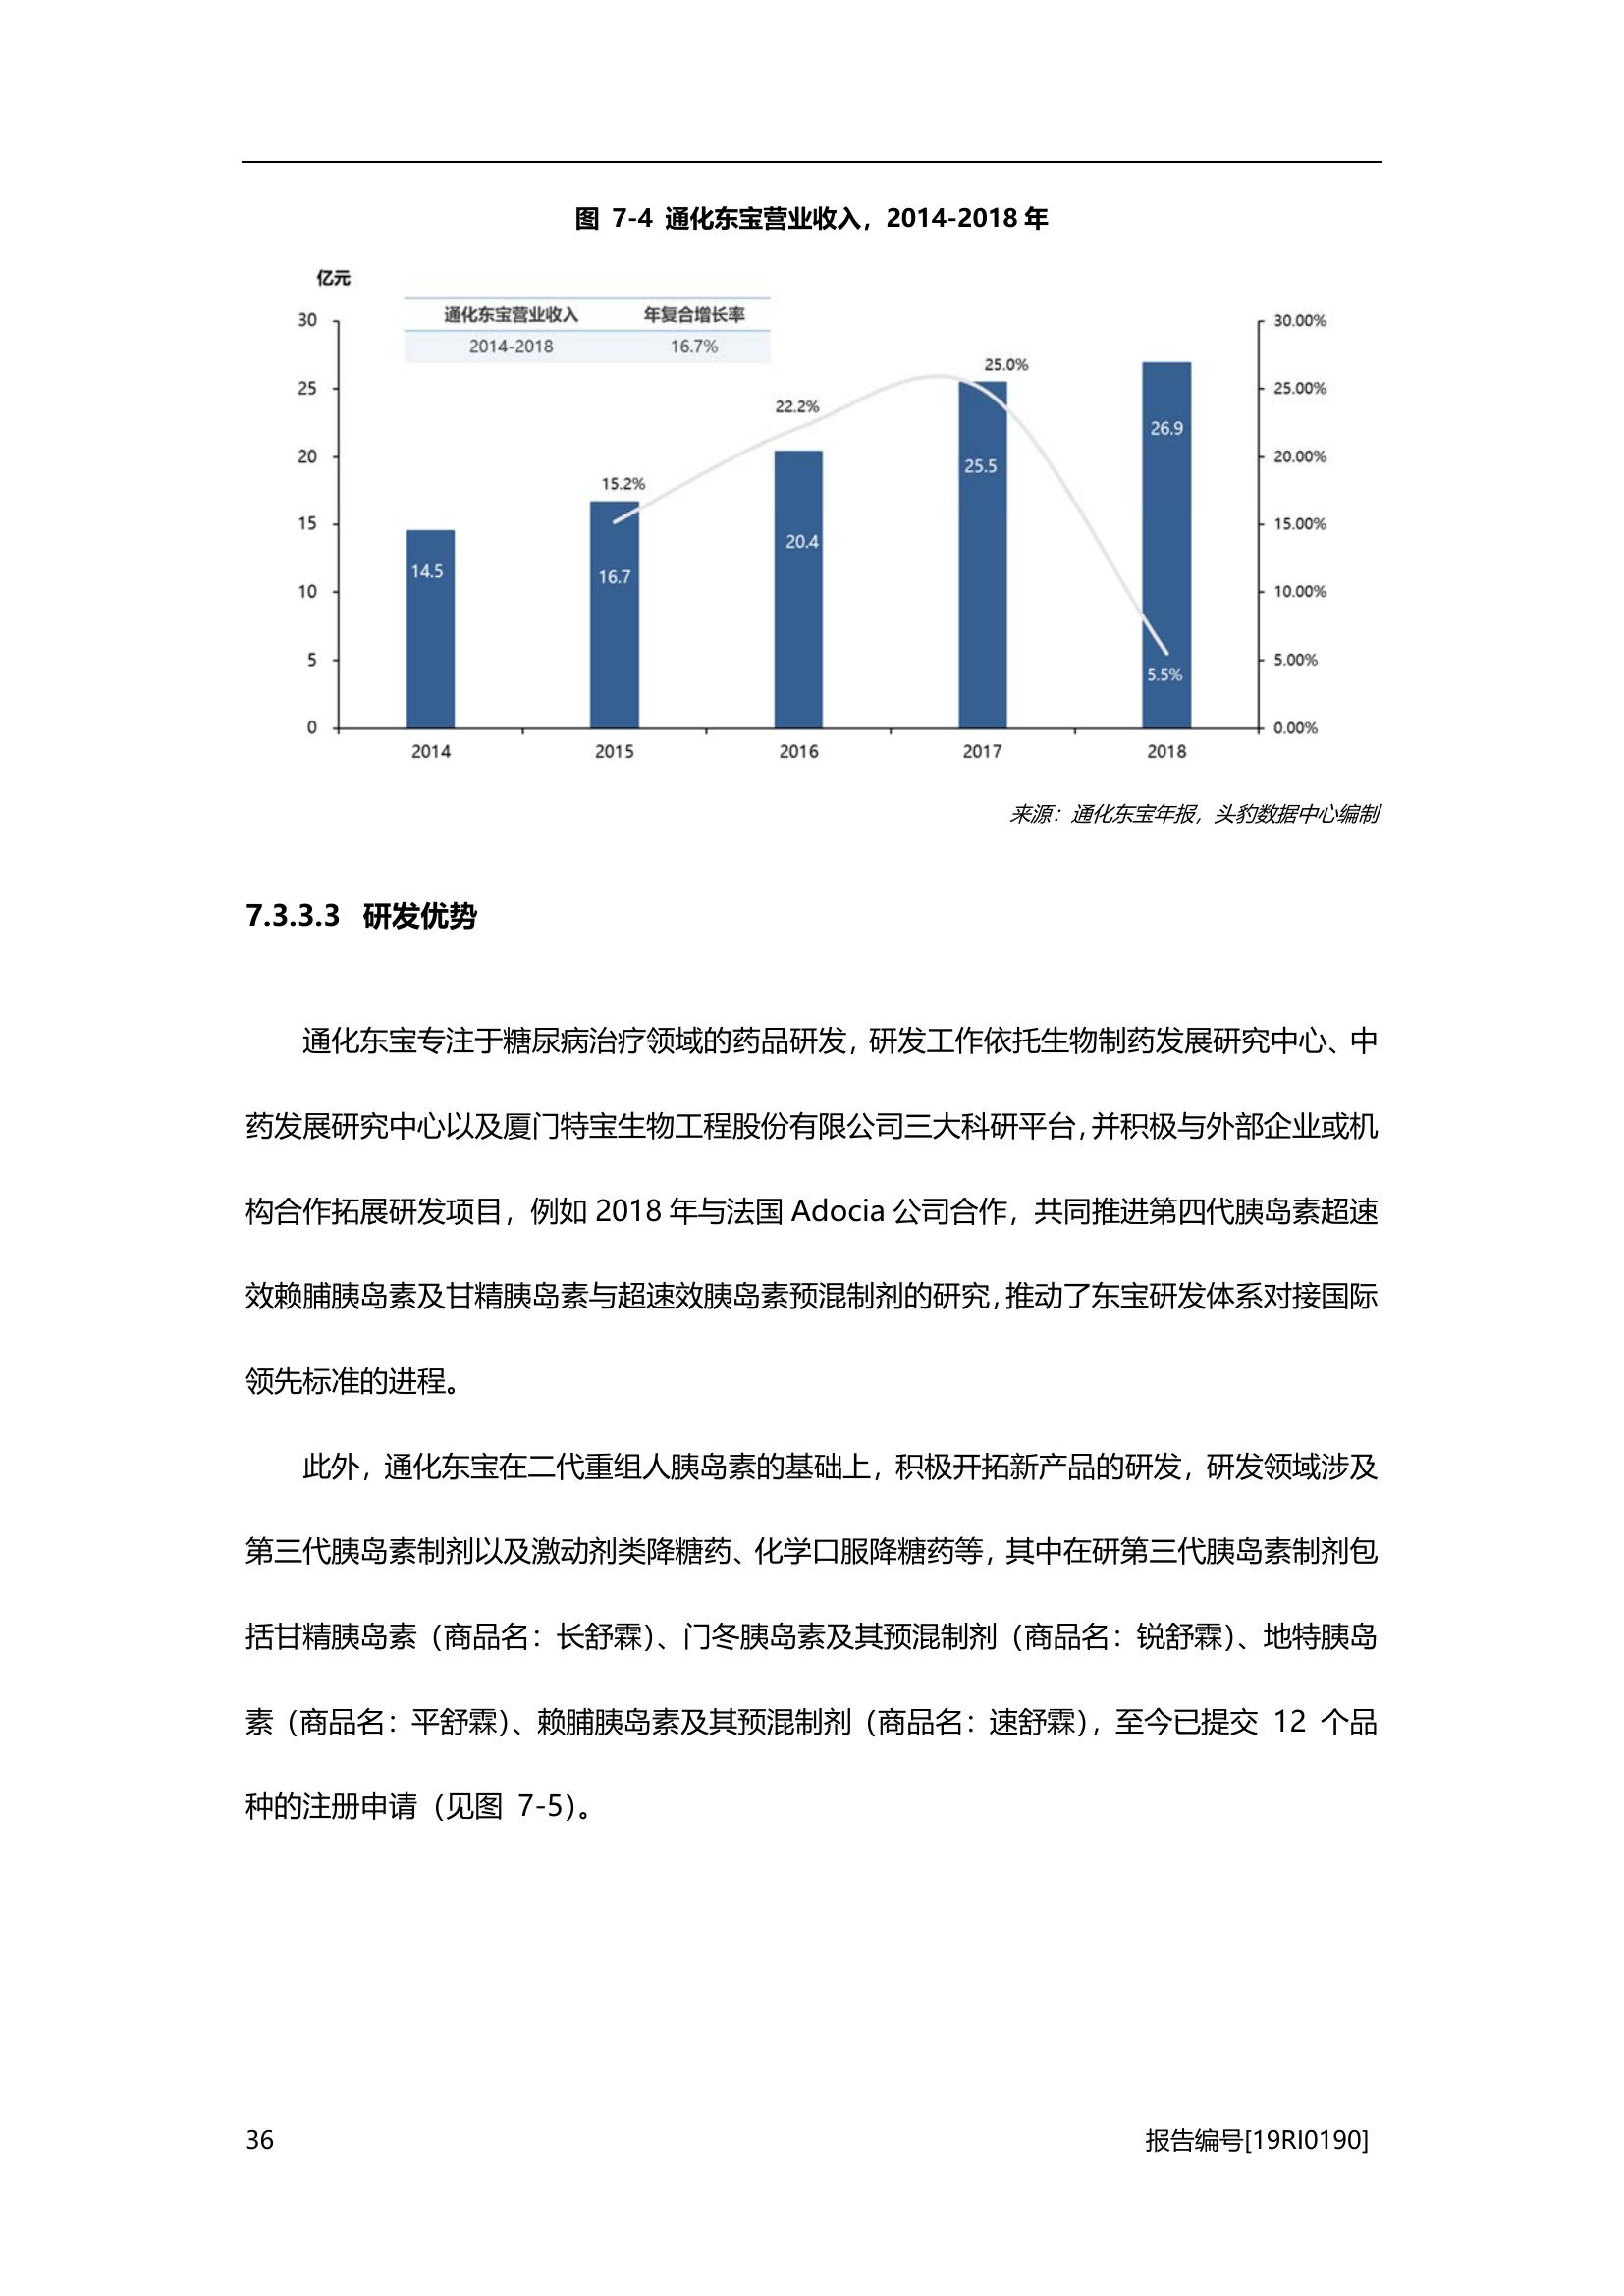 图 7-4 通化东宝营业收入，2014-2018 年
亿元
通化东宝营业收入 年复合增长率
2014-2018 16.7%
30
25
20
15
10
5
0
30.00%
25.00%
20.00%
15.00%
10.00%
5.00%
0.00%
15.2%
22.2%
25.0%
5.5%
14.5
16.7
20.4
25.5
26.9
2014 2015 2016 2017 2018
来源：通化东宝年报，头豹数据中心编制
7.3.3.3 研发优势
通化东宝专注于糖尿病治疗领域的药品研发，研发工作依托生物制药发展研究中心、中
药发展研究中心以及厦门特宝生物工程股份有限公司三大科研平台，并积极与外部企业或机
构合作拓展研发项目，例如 2018 年与法国 Adocia 公司合作，共同推进第四代胰岛素超速
效赖脯胰岛素及甘精胰岛素与超速效胰岛素预混制剂的研究，推动了东宝研发体系对接国际
领先标准的进程。
此外，通化东宝在二代重组人胰岛素的基础上，积极开拓新产品的研发，研发领域涉及
第三代胰岛素制剂以及激动剂类降糖药、化学口服降糖药等，其中在研第三代胰岛素制剂包
括甘精胰岛素（商品名：长舒霖）、门冬胰岛素及其预混制剂（商品名：锐舒霖）、地特胰岛
素（商品名：平舒霖）、赖脯胰岛素及其预混制剂（商品名：速舒霖），至今已提交 12 个品
种的注册申请（见图 7-5）。
36 报告编号[19RI0190]